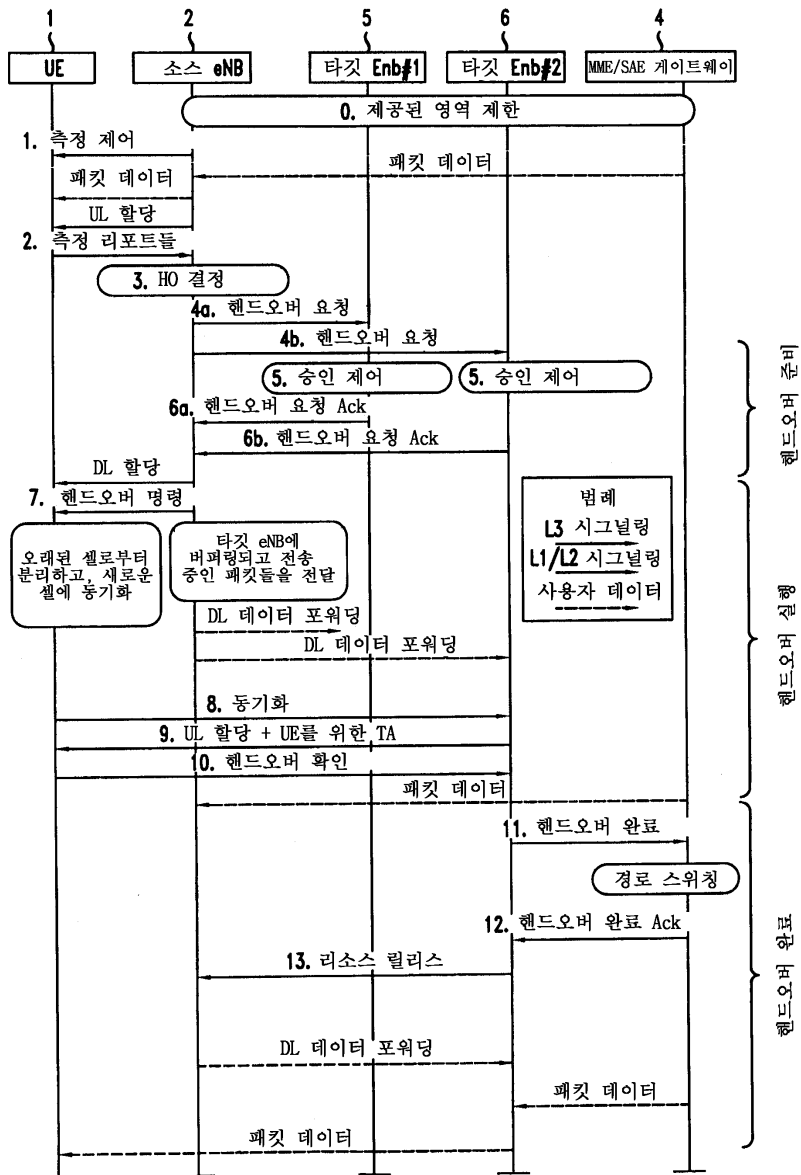 1 2 5 6 4
UE 소스 eNB 타깃 Enb#1 타깃 Enb#2 MME/SAE 게이트웨이
0. 제공된 영역 제한
1. 측정 제어
패킷 데이터
패킷 데이터
UL 할당
2. 측정 리포트들
3. HO 결정
4a. 핸드오버 요청
4b. 핸드오버 요청
5. 승인 제어 5. 승인 제어
6a. 핸드오버 요청 Ack
6b. 핸드오버 요청 Ack
핸드오버 준비
DL 할당
7. 핸드오버 명령
오래된 셀로부터
분리하고, 새로운
셀에 동기화
타깃 eNB에
버퍼링되고 전송
중인 패킷들을 전달
범례
L3 시그널링
L1/L2 시그널링
사용자 데이터
DL 데이터 포워딩
DL 데이터 포워딩
8. 동기화
9. UL 할당 + UE를 위한 TA
10. 핸드오버 확인
핸드오버 실행
패킷 데이터
11. 핸드오버 완료
경로 스위칭
12. 핸드오버 완료 Ack
13. 리소스 릴리스
DL 데이터 포워딩
패킷 데이터
패킷 데이터
핸드오버 완료